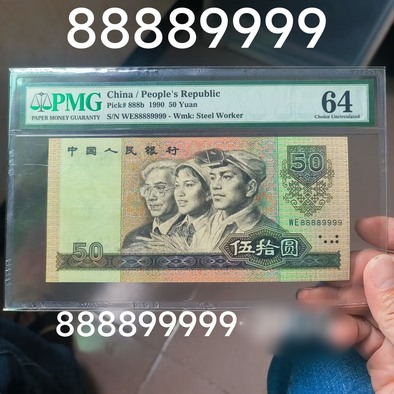 88889999
PMG
PAPER MONEY GUARANTY
China / People's Republic
Pick# 888b 1990 50 Yuan
S/N WE88889999 - Wmk: Steel Worker
64
Choice Uncirculated
中国人民银行
50
WE88889999
50
伍拾圆
888899999